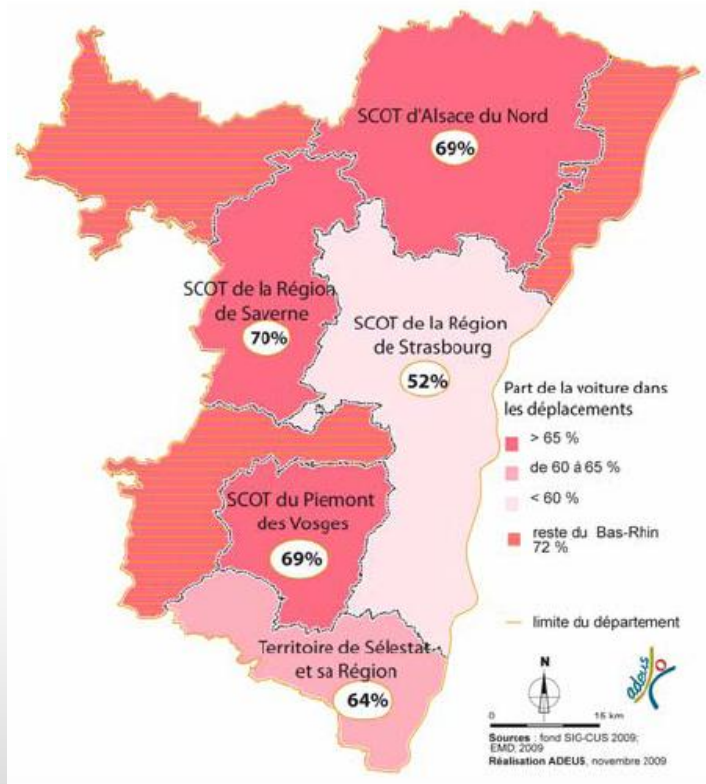 SCOT d'Alsace du Nord
69%
SCOT de la Région
de Saverne
70%
SCOT de la Région
de Strasbourg
52%
Part de la voiture dans
les déplacements
> 65 %
de 60 à 65 %
< 60 %
reste du Bas-Rhin
72 %
SCOT du Piemont
des Vosges
69%
limite du département
Territoire de Sélestat
et sa Région
64%
N
adeus
0 15 km
Sources : fond SIG-CUS 2009;
EMD, 2009
Réalisation ADEUS, novembre 2009